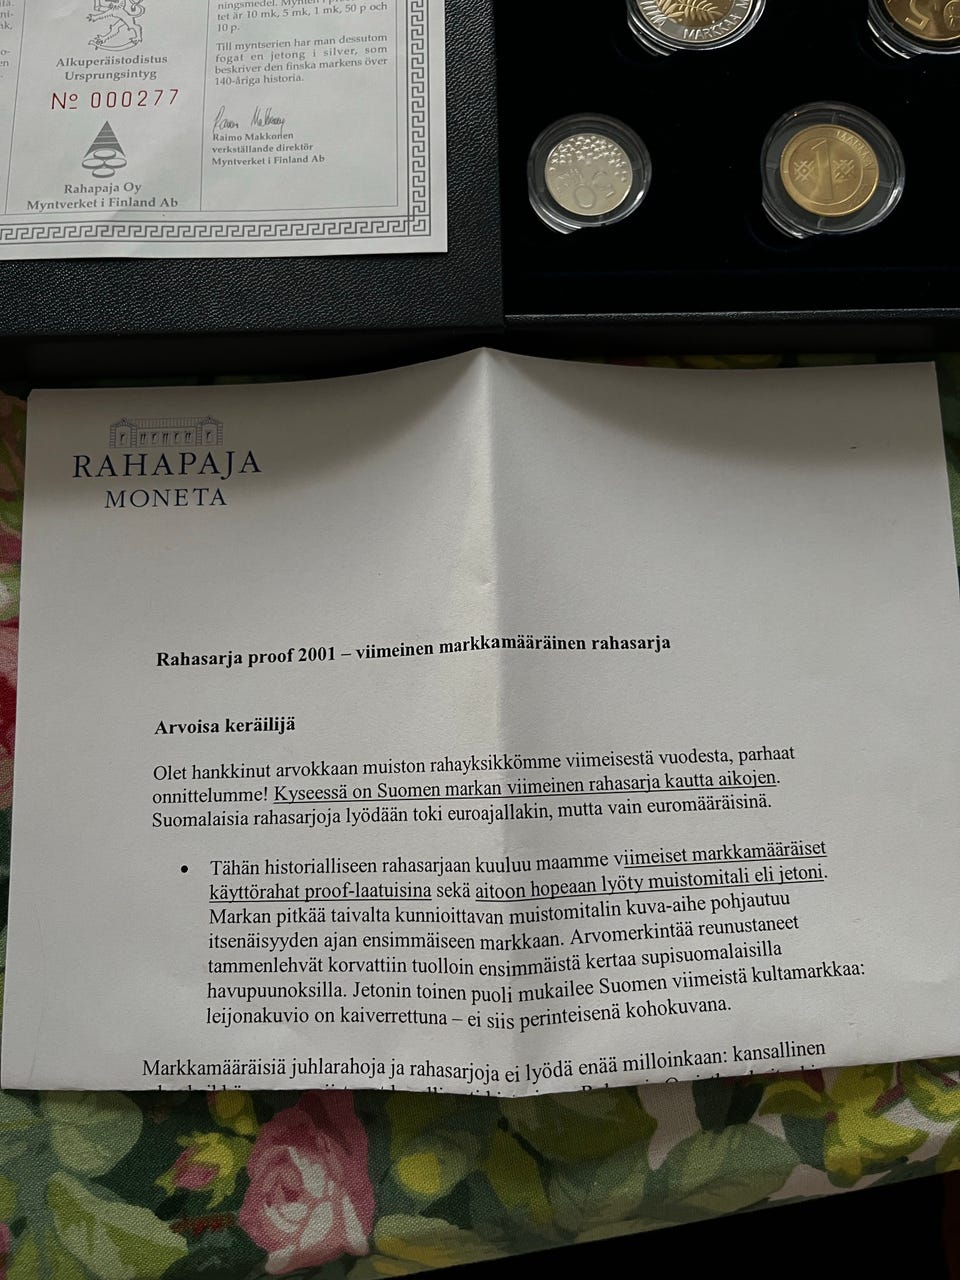 ningsmedel. Mynten i
tet är 10 mk, 5 mk, 1 mk, 50 p och
10 p.
Till myntserien har man dessutom
fogat en jetong i silver, som
beskriver den finska markens över
140-åriga historia.
Raimo Makkonen
verkställande direktör
Myntverket i Finland Ab
Alkuperäistodistus
Ursprungsintyg
Nº 000277
Rahapaja Oy
Myntverket i Finland Ab
MARKKAA
10
1
MARKKA
5
RAHAPAJA
MONETA
Rahasarja proof 2001 – viimeinen markkamääräinen rahasarja
Arvoisa keräilijä
Olet hankkinut arvokkaan muiston rahayksikkömme viimeisestä vuodesta, parhaat
onnittelumme! Kyseessä on Suomen markan viimeinen rahasarja kautta aikojen.
Suomalaisia rahasarjoja lyödään toki euroajallakin, mutta vain euromääräisinä.
• Tähän historialliseen rahasarjaan kuuluu maamme viimeiset markkamääräiset
käyttörahat proof-laatuisina sekä aitoon hopeaan lyöty muistomitali eli jetoni.
Markan pitkää taivalta kunnioittavan muistomitalin kuva-aihe pohjautuu
itsenäisyyden ajan ensimmäiseen markkaan. Arvomerkintää reunustaneet
tammenlehvät korvattiin tuolloin ensimmäistä kertaa supisuomalaisilla
havupuunoksilla. Jetonin toinen puoli mukailee Suomen viimeistä kultamarkkaa:
leijonakuvio on kaiverrettuna – ei siis perinteisenä kohokuvana.
Markkamääräisiä juhlarahoja ja rahasarjoja ei lyödä enää milloinkaan: kansallinen